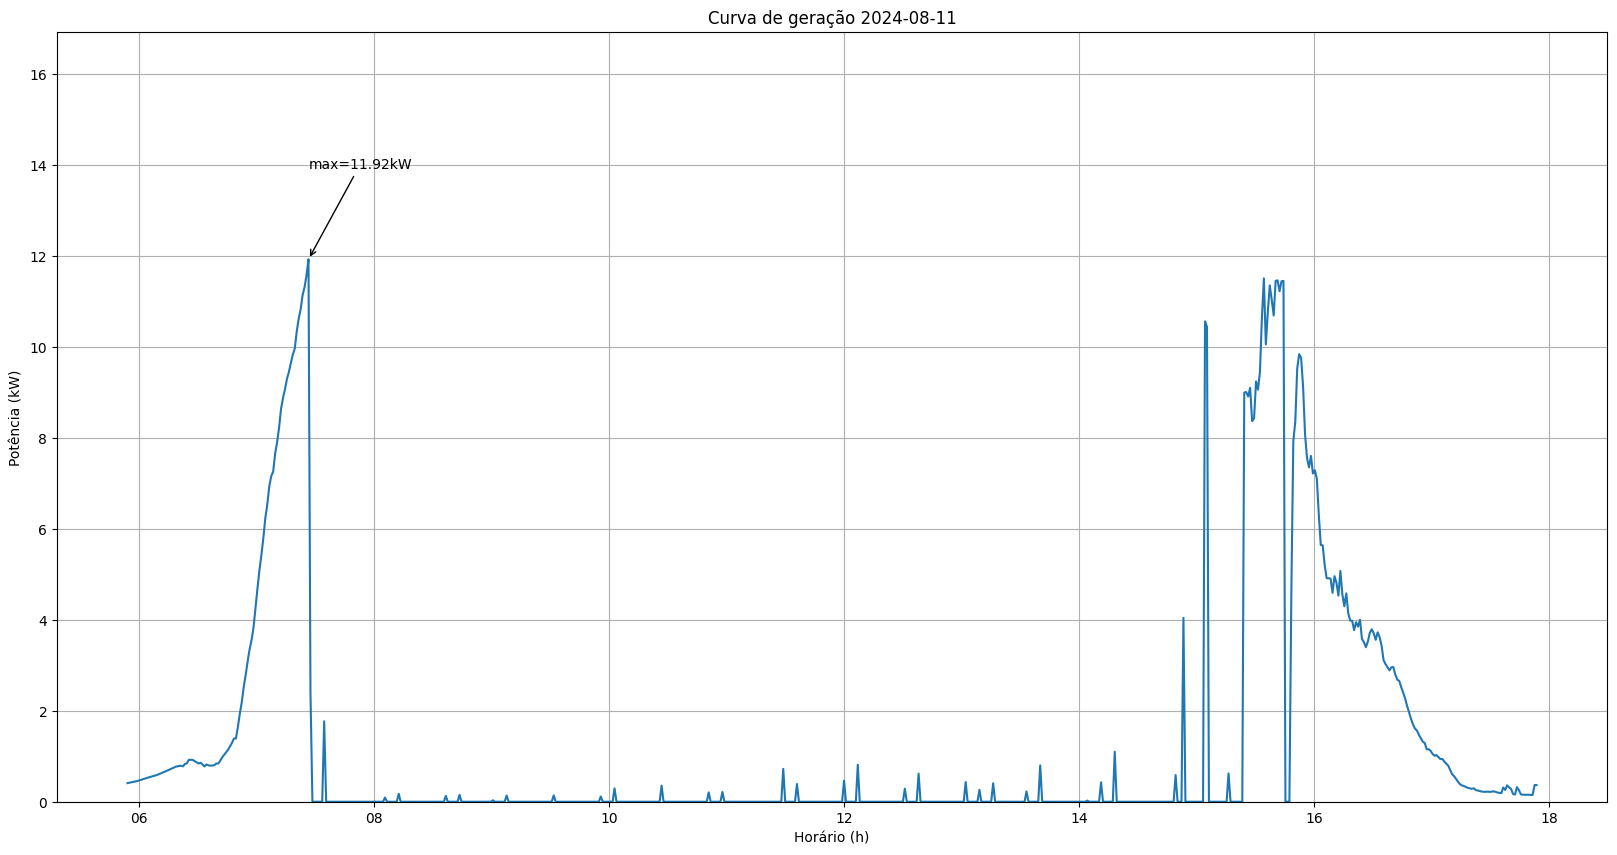 Curva de geração 2024-08-11
16
14
12
10
8
6
4
2
0
max=11.92kW
Potência (kW)
06 08 10 12 14 16 18
Horário (h)